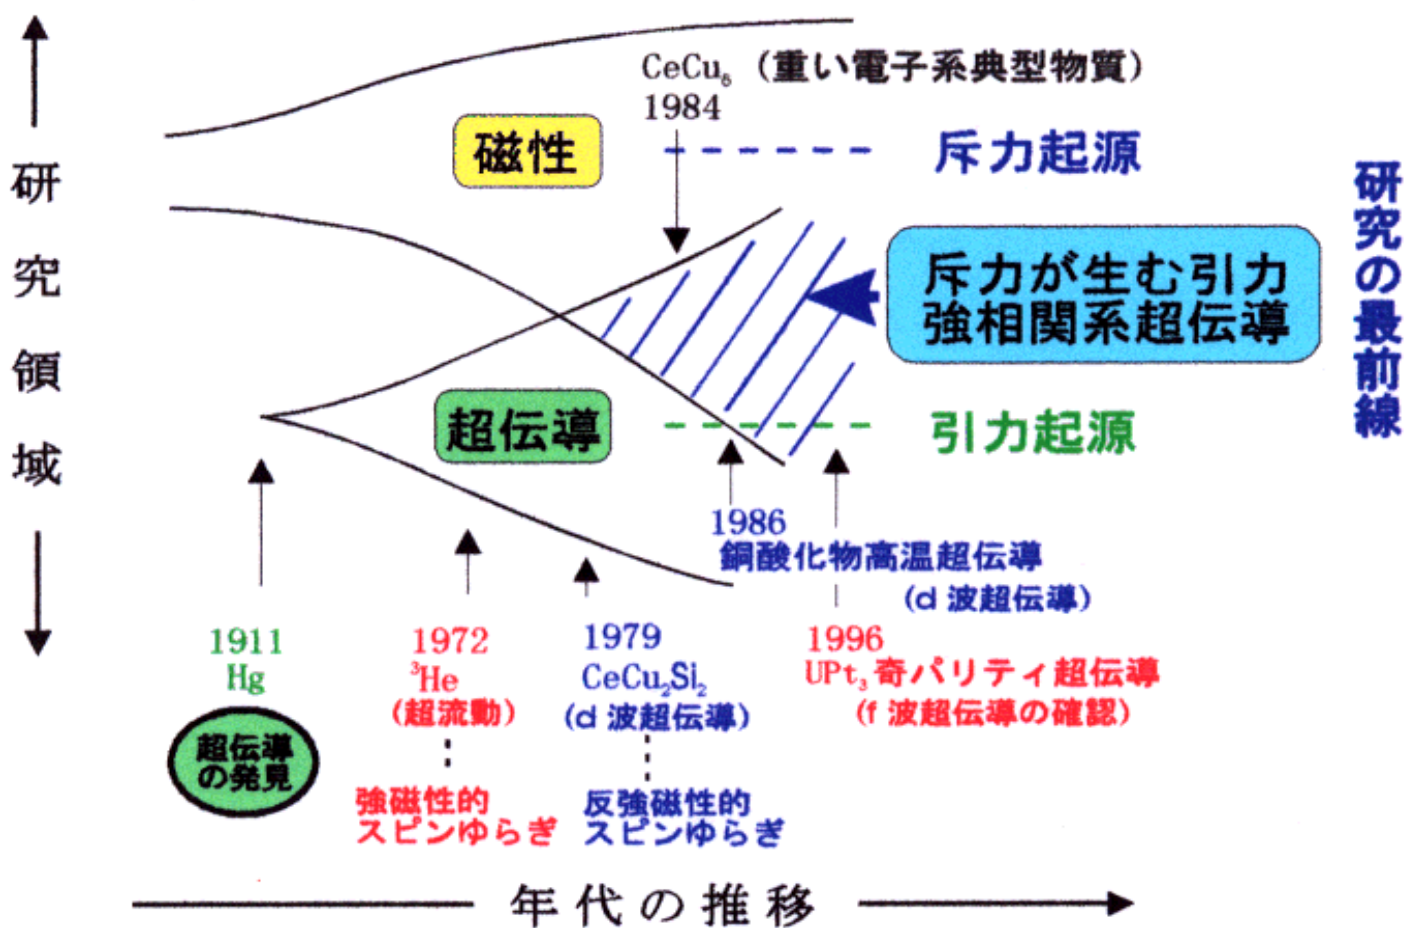 CeCu₆ (重い電子系典型物質)
1984
磁性
斥力起源
研究領域
研究の最前線
斥力が生む引力
強相関系超伝導
超伝導
引力起源
1986
銅酸化物高温超伝導
(d 波超伝導)
1911
Hg
超伝導
の発見
1972
³He
(超流動)
強磁性的
スピンゆらぎ
1979
CeCu₂Si₂
(d 波超伝導)
反強磁性的
スピンゆらぎ
1996
UPt₃ 奇パリティ超伝導
(f 波超伝導の確認)
年代の推移